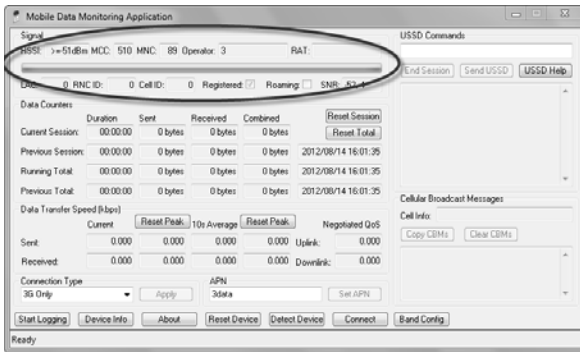 Mobile Data Monitoring Application
Signal
RSSI: >=-51dBm MCC: 510 MNC: 89 Operator: 3 RAT:
LAC: 0 RNC ID: 0 Cell ID: 0 Registered: Roaming SNR:
Data Counters
Duration Sent Received Combined
Reset Session
Current Session: 00:00:00 0 bytes 0 bytes 0 bytes
Reset Total
Previous Session: 00:00:00 0 bytes 0 bytes 0 bytes 2012/08/14 16:01:35
Running Total: 00:00:00 0 bytes 0 bytes 0 bytes 2012/08/14 16:01:35
Previous Total: 00:00:00 0 bytes 0 bytes 0 bytes 2012/08/14 16:01:35
Data Transfer Speed (kbps)
Current Reset Peak 10s Average Reset Peak Negotiated QoS
Sent: 0.000 0.000 0.000 0.000 Uplink: 0.000
Received: 0.000 0.000 0.000 0.000 Downlink: 0.000
Connection Type
3G Only Apply
APN
3data Set APN
USSD Commands
End Session Send USSD USSD Help
Cellular Broadcast Messages
Cell Info:
Copy CBMs Clear CBMs
Start Logging Device Info About Reset Device Detect Device Connect Band Config
Ready